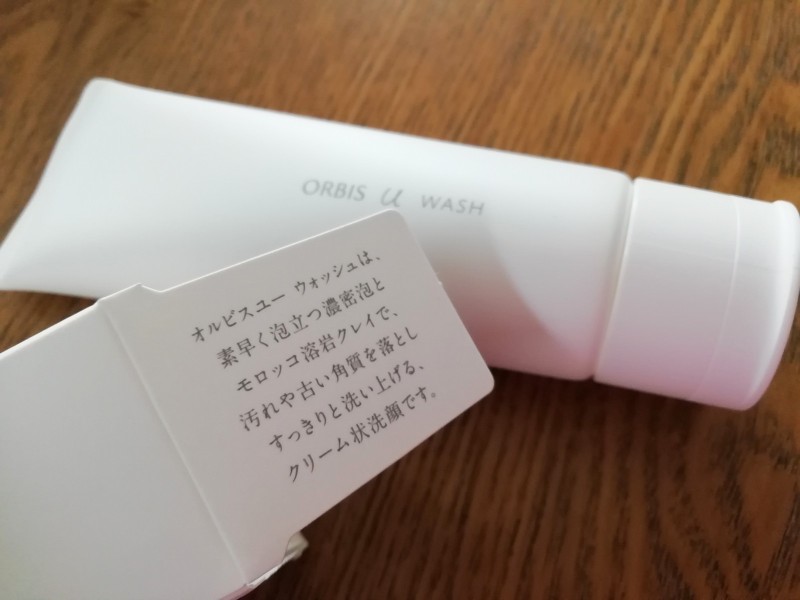 ORBIS u WASH
オルビスユー ウォッシュは、
素早く泡立つ濃密泡と
モロッコ溶岩クレイで、
汚れや古い角質を落とし
すっきりと洗い上げる、
クリーム状洗顔です。